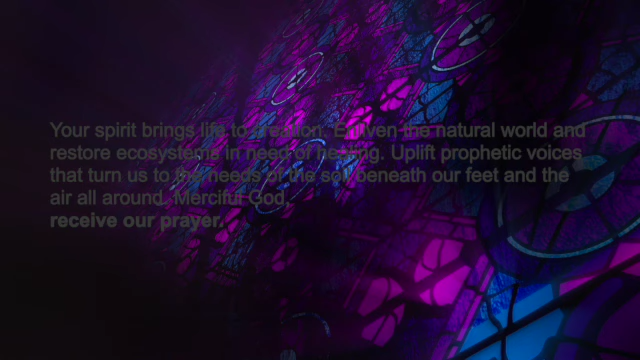 Your spirit brings life to creation. Enliven the natural world and
restore ecosystems in need of healing. Uplift prophetic voices
that turn us to the needs of the soil beneath our feet and the
air all around. Merciful God,
receive our prayer.